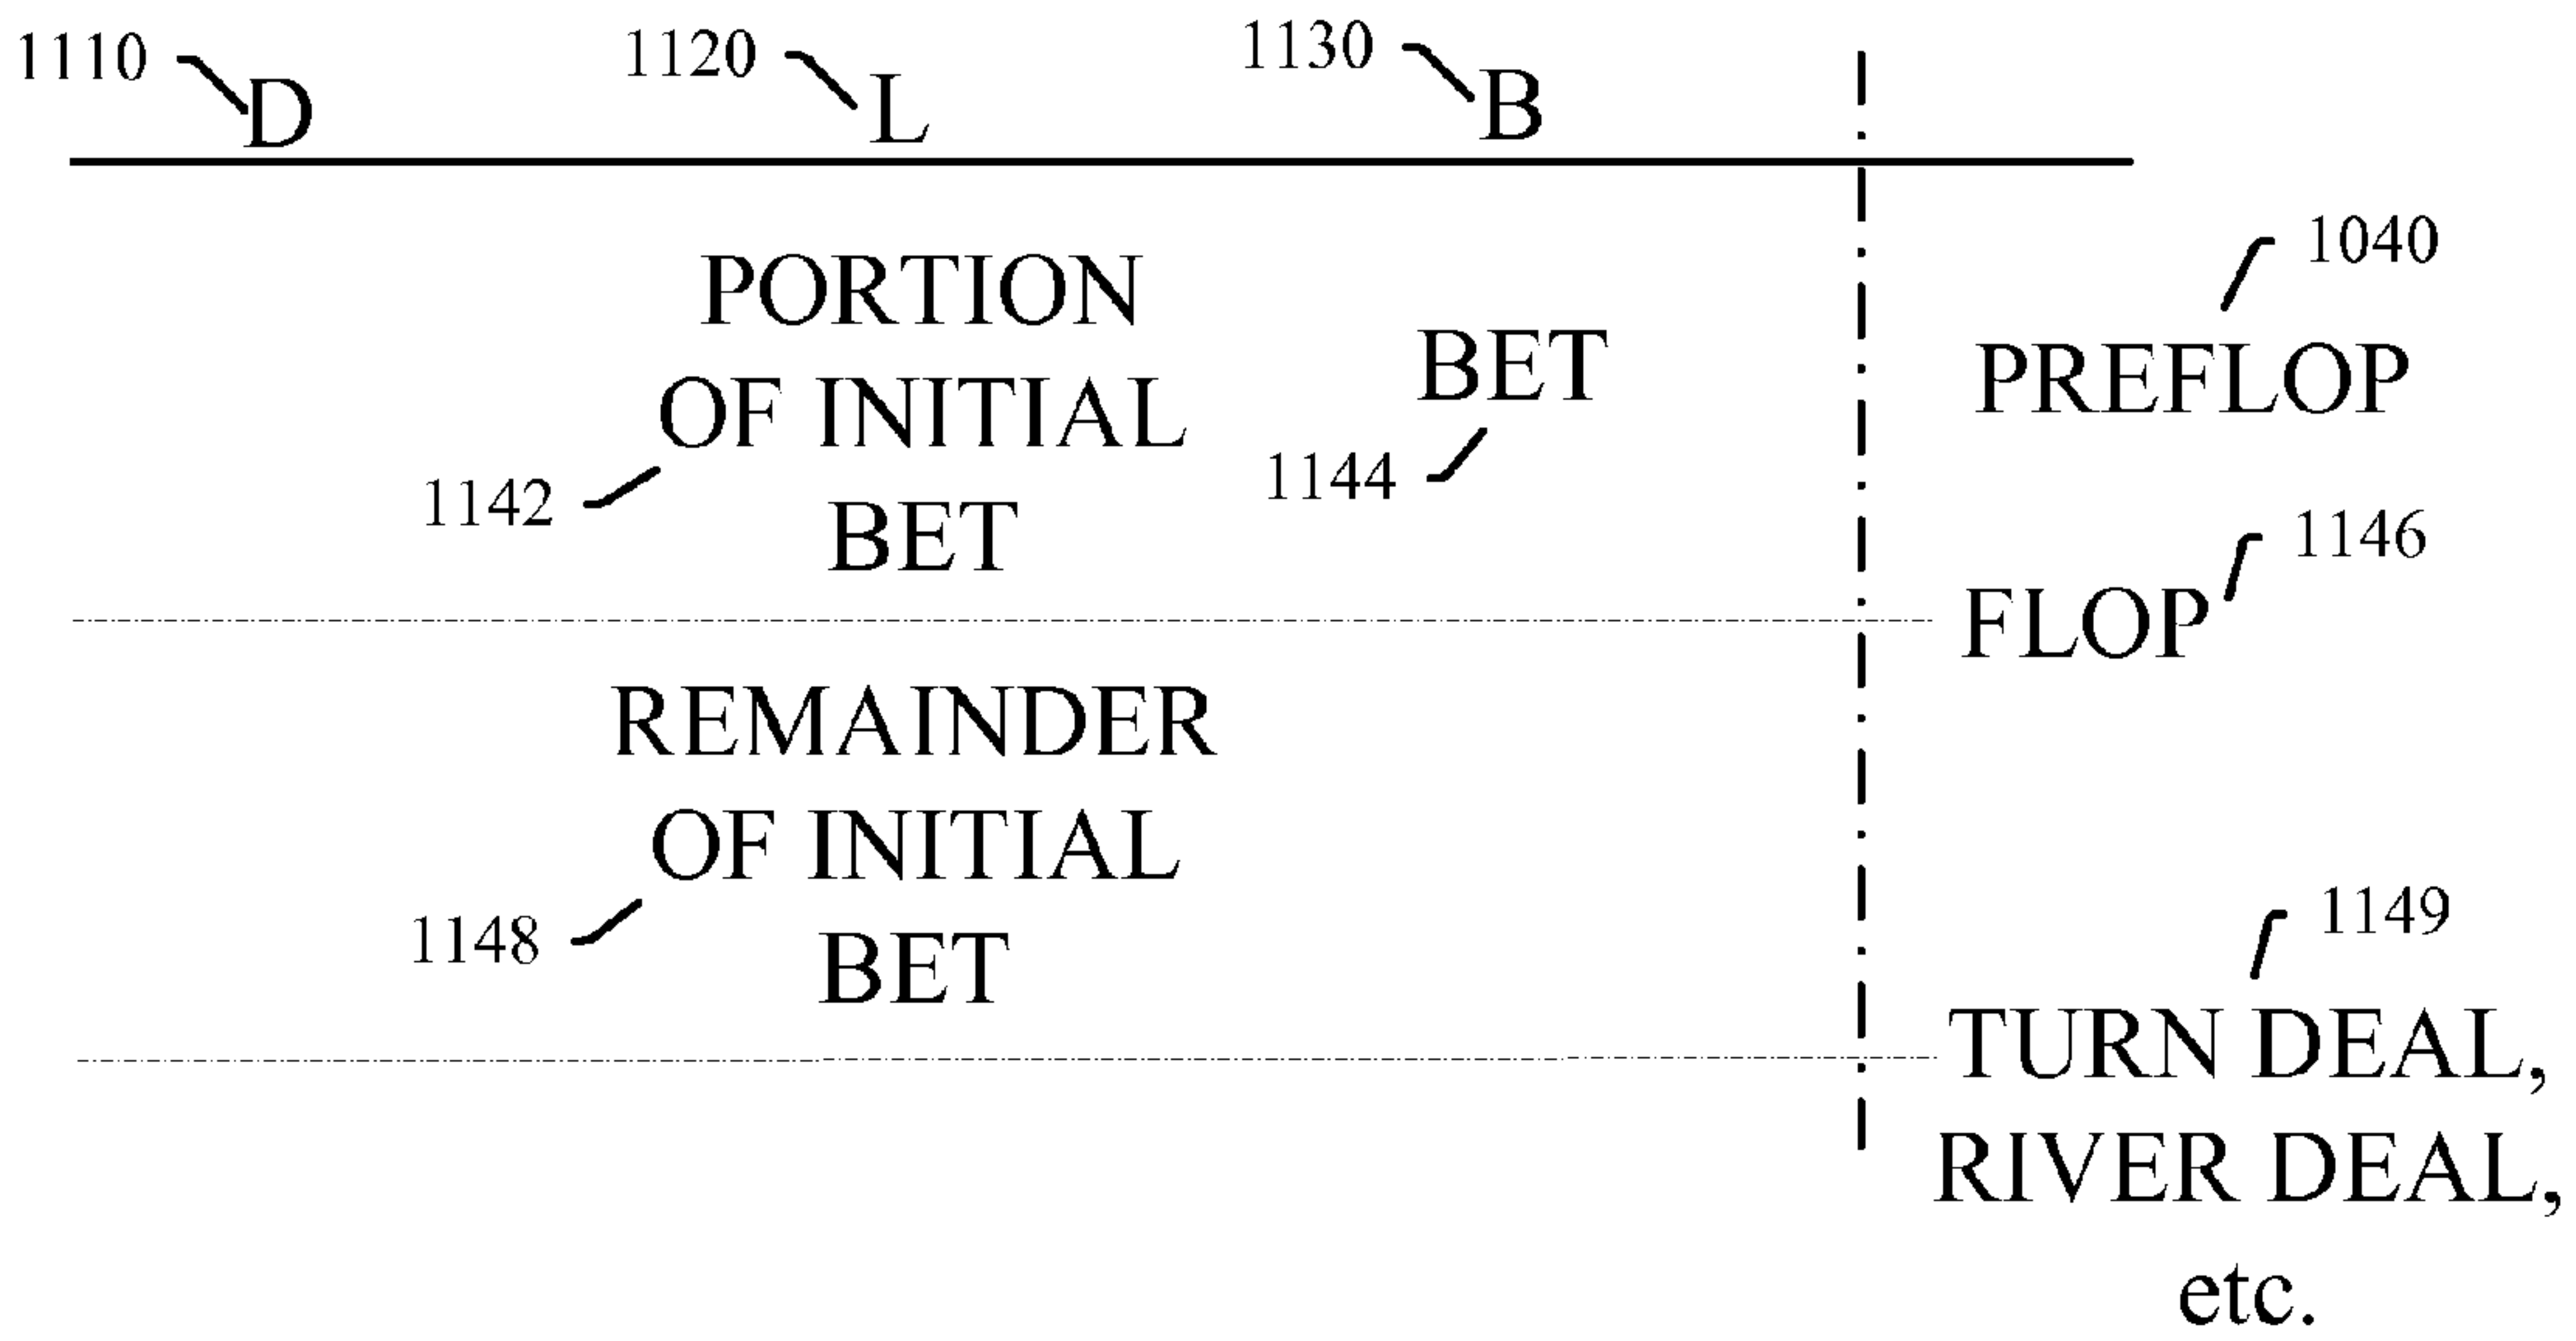 1110 D 1120 L 1130 B
1040
PORTION
BET PREFLOP
OF INITIAL
1144
1142
BET
1146
FLOP
REMAINDER
OF INITIAL
1148
BET
1149
TURN DEAL,
RIVER DEAL,
etc.